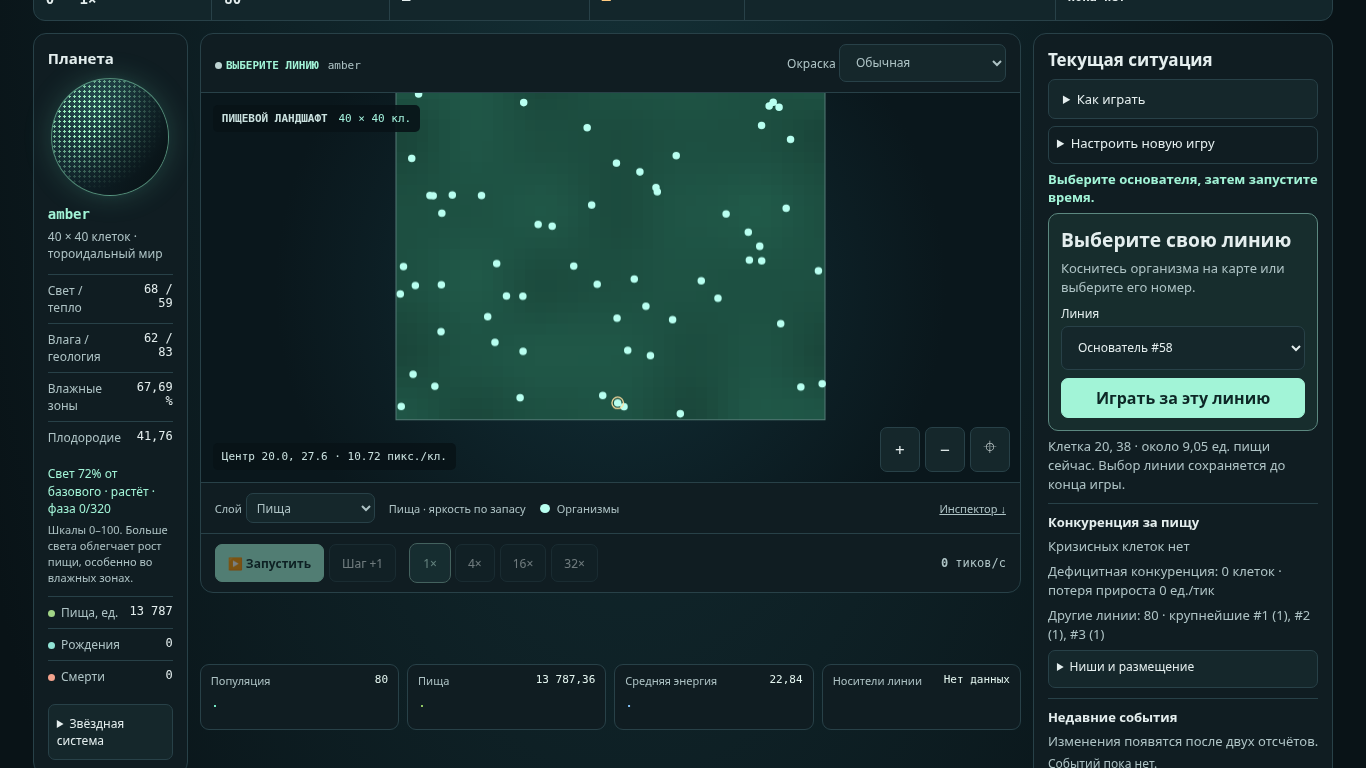 Планета
amber
40 × 40 клеток ·
тороидальный мир
Свет /
тепло
68 /
59
Влага /
геология
62 /
83
Влажные
зоны
67,69
%
Плодородие
41,76
Свет 72% от
базового · растёт ·
фаза 0/320
Шкалы 0–100. Больше
света облегчает рост
пищи, особенно во
влажных зонах.
Пища, ед. 13 787
Рождения 0
Смерти 0
Звёздная
система
ВЫБЕРИТЕ ЛИНИЮ amber
Окраска Обычная
ПИЩЕВОЙ ЛАНДШАФТ 40 × 40 кл.
Центр 20.0, 27.6 · 10.72 пикс./кл.
+ −
Слой Пища Пища · яркость по запасу Организмы Инспектор ↓
Запустить Шаг +1 1× 4× 16× 32× 0 тиков/с
Популяция 80
Пища 13 787,36
Средняя энергия 22,84
Носители линии Нет данных
Текущая ситуация
Как играть
Настроить новую игру
Выберите основателя, затем запустите
время.
Выберите свою линию
Коснитесь организма на карте или
выберите его номер.
Линия
Основатель #58
Играть за эту линию
Клетка 20, 38 · около 9,05 ед. пищи
сейчас. Выбор линии сохраняется до
конца игры.
Конкуренция за пищу
Кризисных клеток нет
Дефицитная конкуренция: 0 клеток ·
потеря прироста 0 ед./тик
Другие линии: 80 · крупнейшие #1 (1), #2
(1), #3 (1)
Ниши и размещение
Недавние события
Изменения появятся после двух отсчётов.
Событий пока нет.